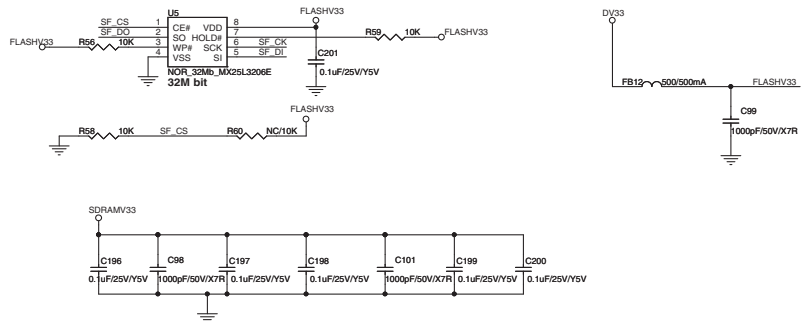 U5
FLASHV33
SF_CS 1 CE# VDD 8
SF_DO 2 SO HOLD# 7 R59 10K
FLASHV33 R56 10K 3 WP# SCK 6 SF_CK FLASHV33
4 VSS SI 5 SF_DI
C201
NOR_32Mb_MX25L3206E
0.1uF/25V/Y5V
32M bit
FLASHV33
R58 10K SF_CS R60 NC/10K
DV33
FB12 500/500mA FLASHV33
C99
1000pF/50V/X7R
SDRAMV33
C196 C98 C197 C198 C101 C199 C200
0.1uF/25V/Y5V 1000pF/50V/X7R 0.1uF/25V/Y5V 0.1uF/25V/Y5V 1000pF/50V/X7R 0.1uF/25V/Y5V 0.1uF/25V/Y5V